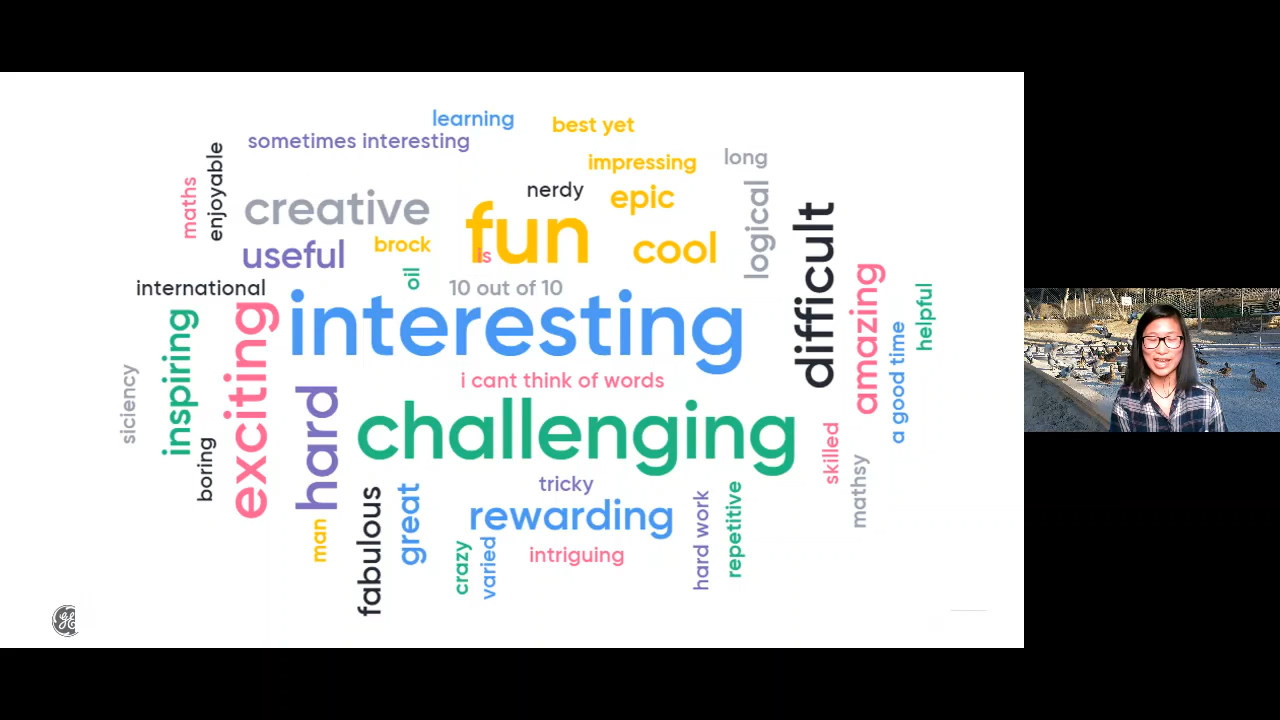 learning
best yet
sometimes interesting
impressing
long
maths
enjoyable
creative
nerdy
epic
logical
fun
is
cool
difficult
useful
brock
oil
international
10 out of 10
interesting
amazing
helpful
a good time
inspiring
exciting
siciency
i cant think of words
hard
challenging
boring
skilled
mathsy
tricky
rewarding
intriguing
man
fabulous
great
crazy
varied
hard work
repetitive
GE